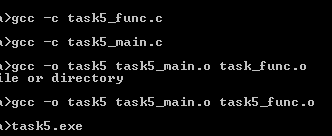 a>gcc -c task5_func.c
a>gcc -c task5_main.c
a>gcc -o task5 task5_main.o task_func.o
ile or directory
a>gcc -o task5 task5_main.o task5_func.o
a>task5.exe